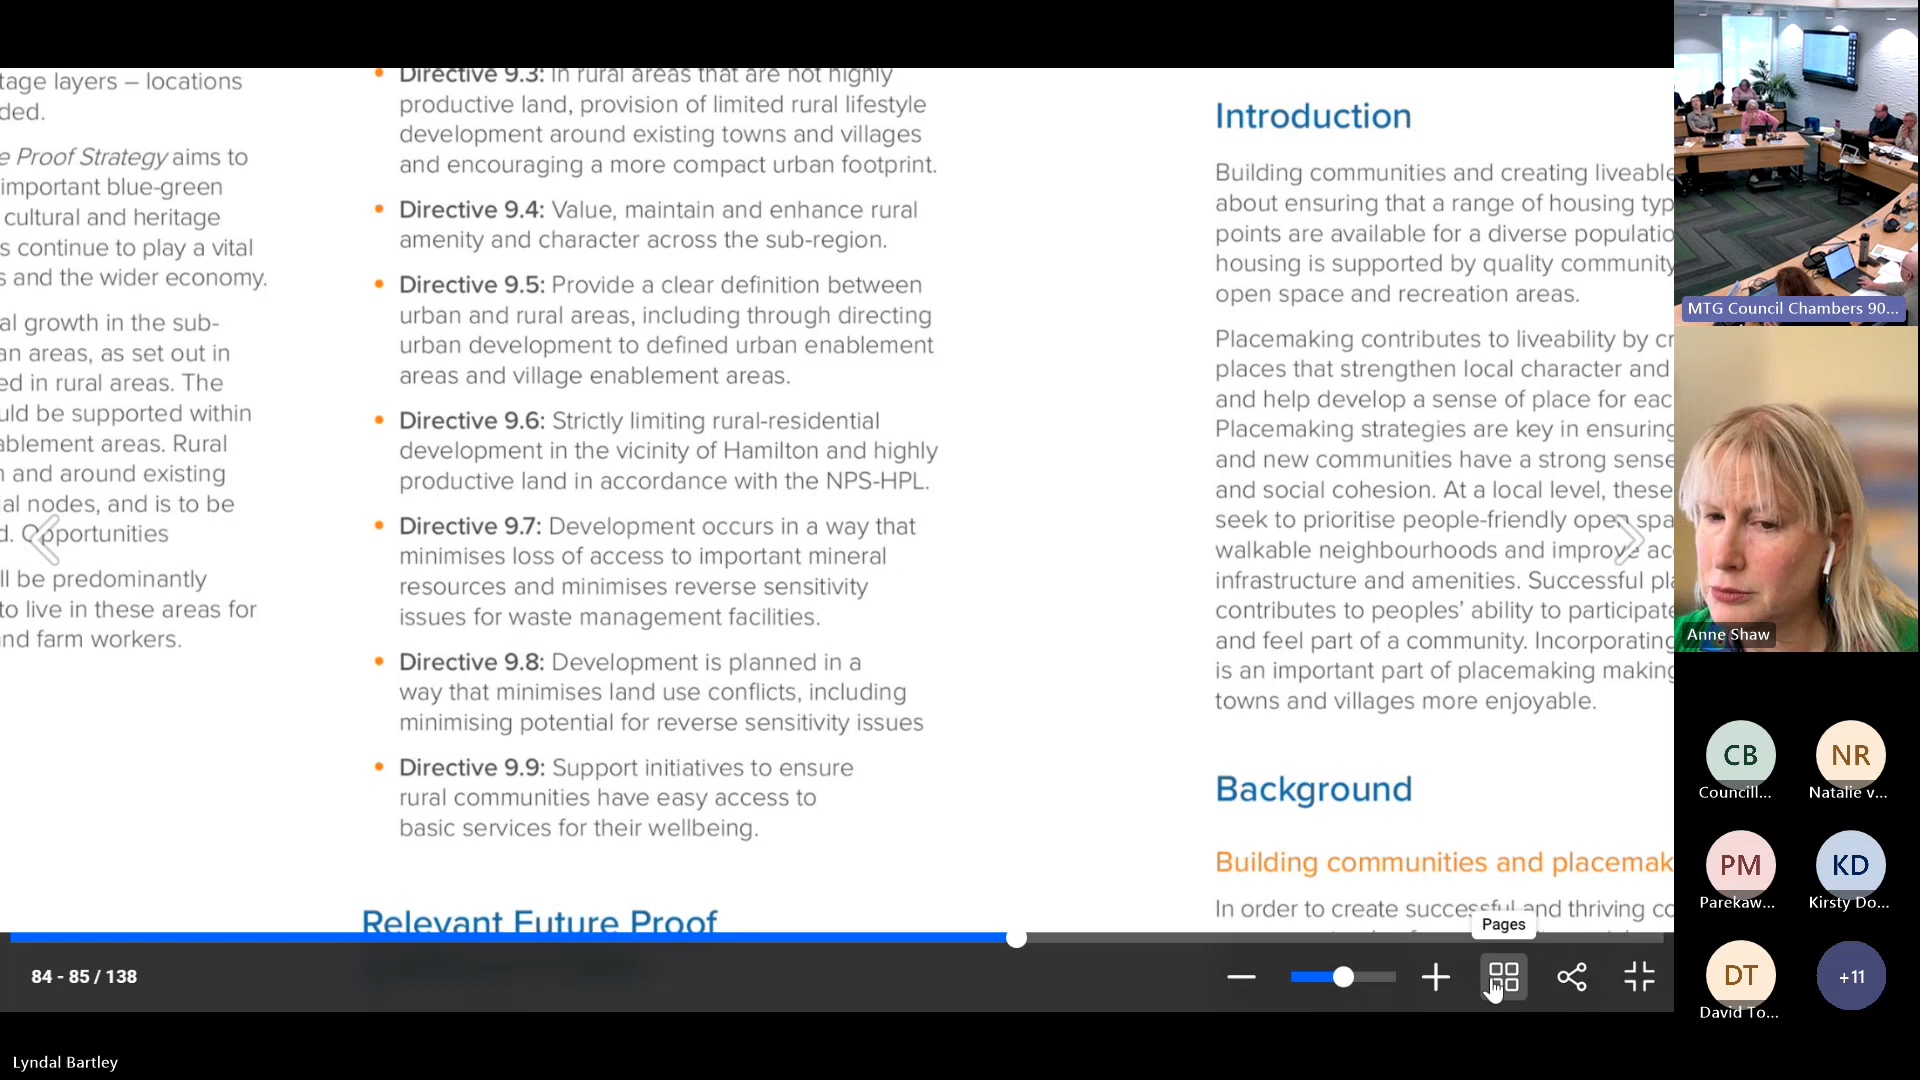 tage layers – locations
ded.
e Proof Strategy aims to
important blue-green
cultural and heritage
s continue to play a vital
s and the wider economy.
al growth in the sub-
an areas, as set out in
ed in rural areas. The
uld be supported within
ablement areas. Rural
n and around existing
ial nodes, and is to be
d. Opportunities
ll be predominantly
to live in these areas for
nd farm workers.
• Directive 9.3: In rural areas that are not highly
productive land, provision of limited rural lifestyle
development around existing towns and villages
and encouraging a more compact urban footprint.
• Directive 9.4: Value, maintain and enhance rural
amenity and character across the sub-region.
• Directive 9.5: Provide a clear definition between
urban and rural areas, including through directing
urban development to defined urban enablement
areas and village enablement areas.
• Directive 9.6: Strictly limiting rural-residential
development in the vicinity of Hamilton and highly
productive land in accordance with the NPS-HPL.
• Directive 9.7: Development occurs in a way that
minimises loss of access to important mineral
resources and minimises reverse sensitivity
issues for waste management facilities.
• Directive 9.8: Development is planned in a
way that minimises land use conflicts, including
minimising potential for reverse sensitivity issues
• Directive 9.9: Support initiatives to ensure
rural communities have easy access to
basic services for their wellbeing.
Relevant Future Proof
Introduction
Building communities and creating liveable
about ensuring that a range of housing typ
points are available for a diverse populatio
housing is supported by quality community
open space and recreation areas.
Placemaking contributes to liveability by cr
places that strengthen local character and
and help develop a sense of place for eac
Placemaking strategies are key in ensuring
and new communities have a strong sense
and social cohesion. At a local level, these
seek to prioritise people-friendly open spa
walkable neighbourhoods and improve ac
infrastructure and amenities. Successful pla
contributes to peoples' ability to participate
and feel part of a community. Incorporating
is an important part of placemaking making
towns and villages more enjoyable.
Background
Building communities and placemak
In order to create successful and thriving co
Pages
84 - 85 / 138
Lyndal Bartley
MTG Council Chambers 90...
Anne Shaw
CB
Councill...
NR
Natalie v...
PM
Parekaw...
KD
Kirsty Do...
DT
David To...
+11